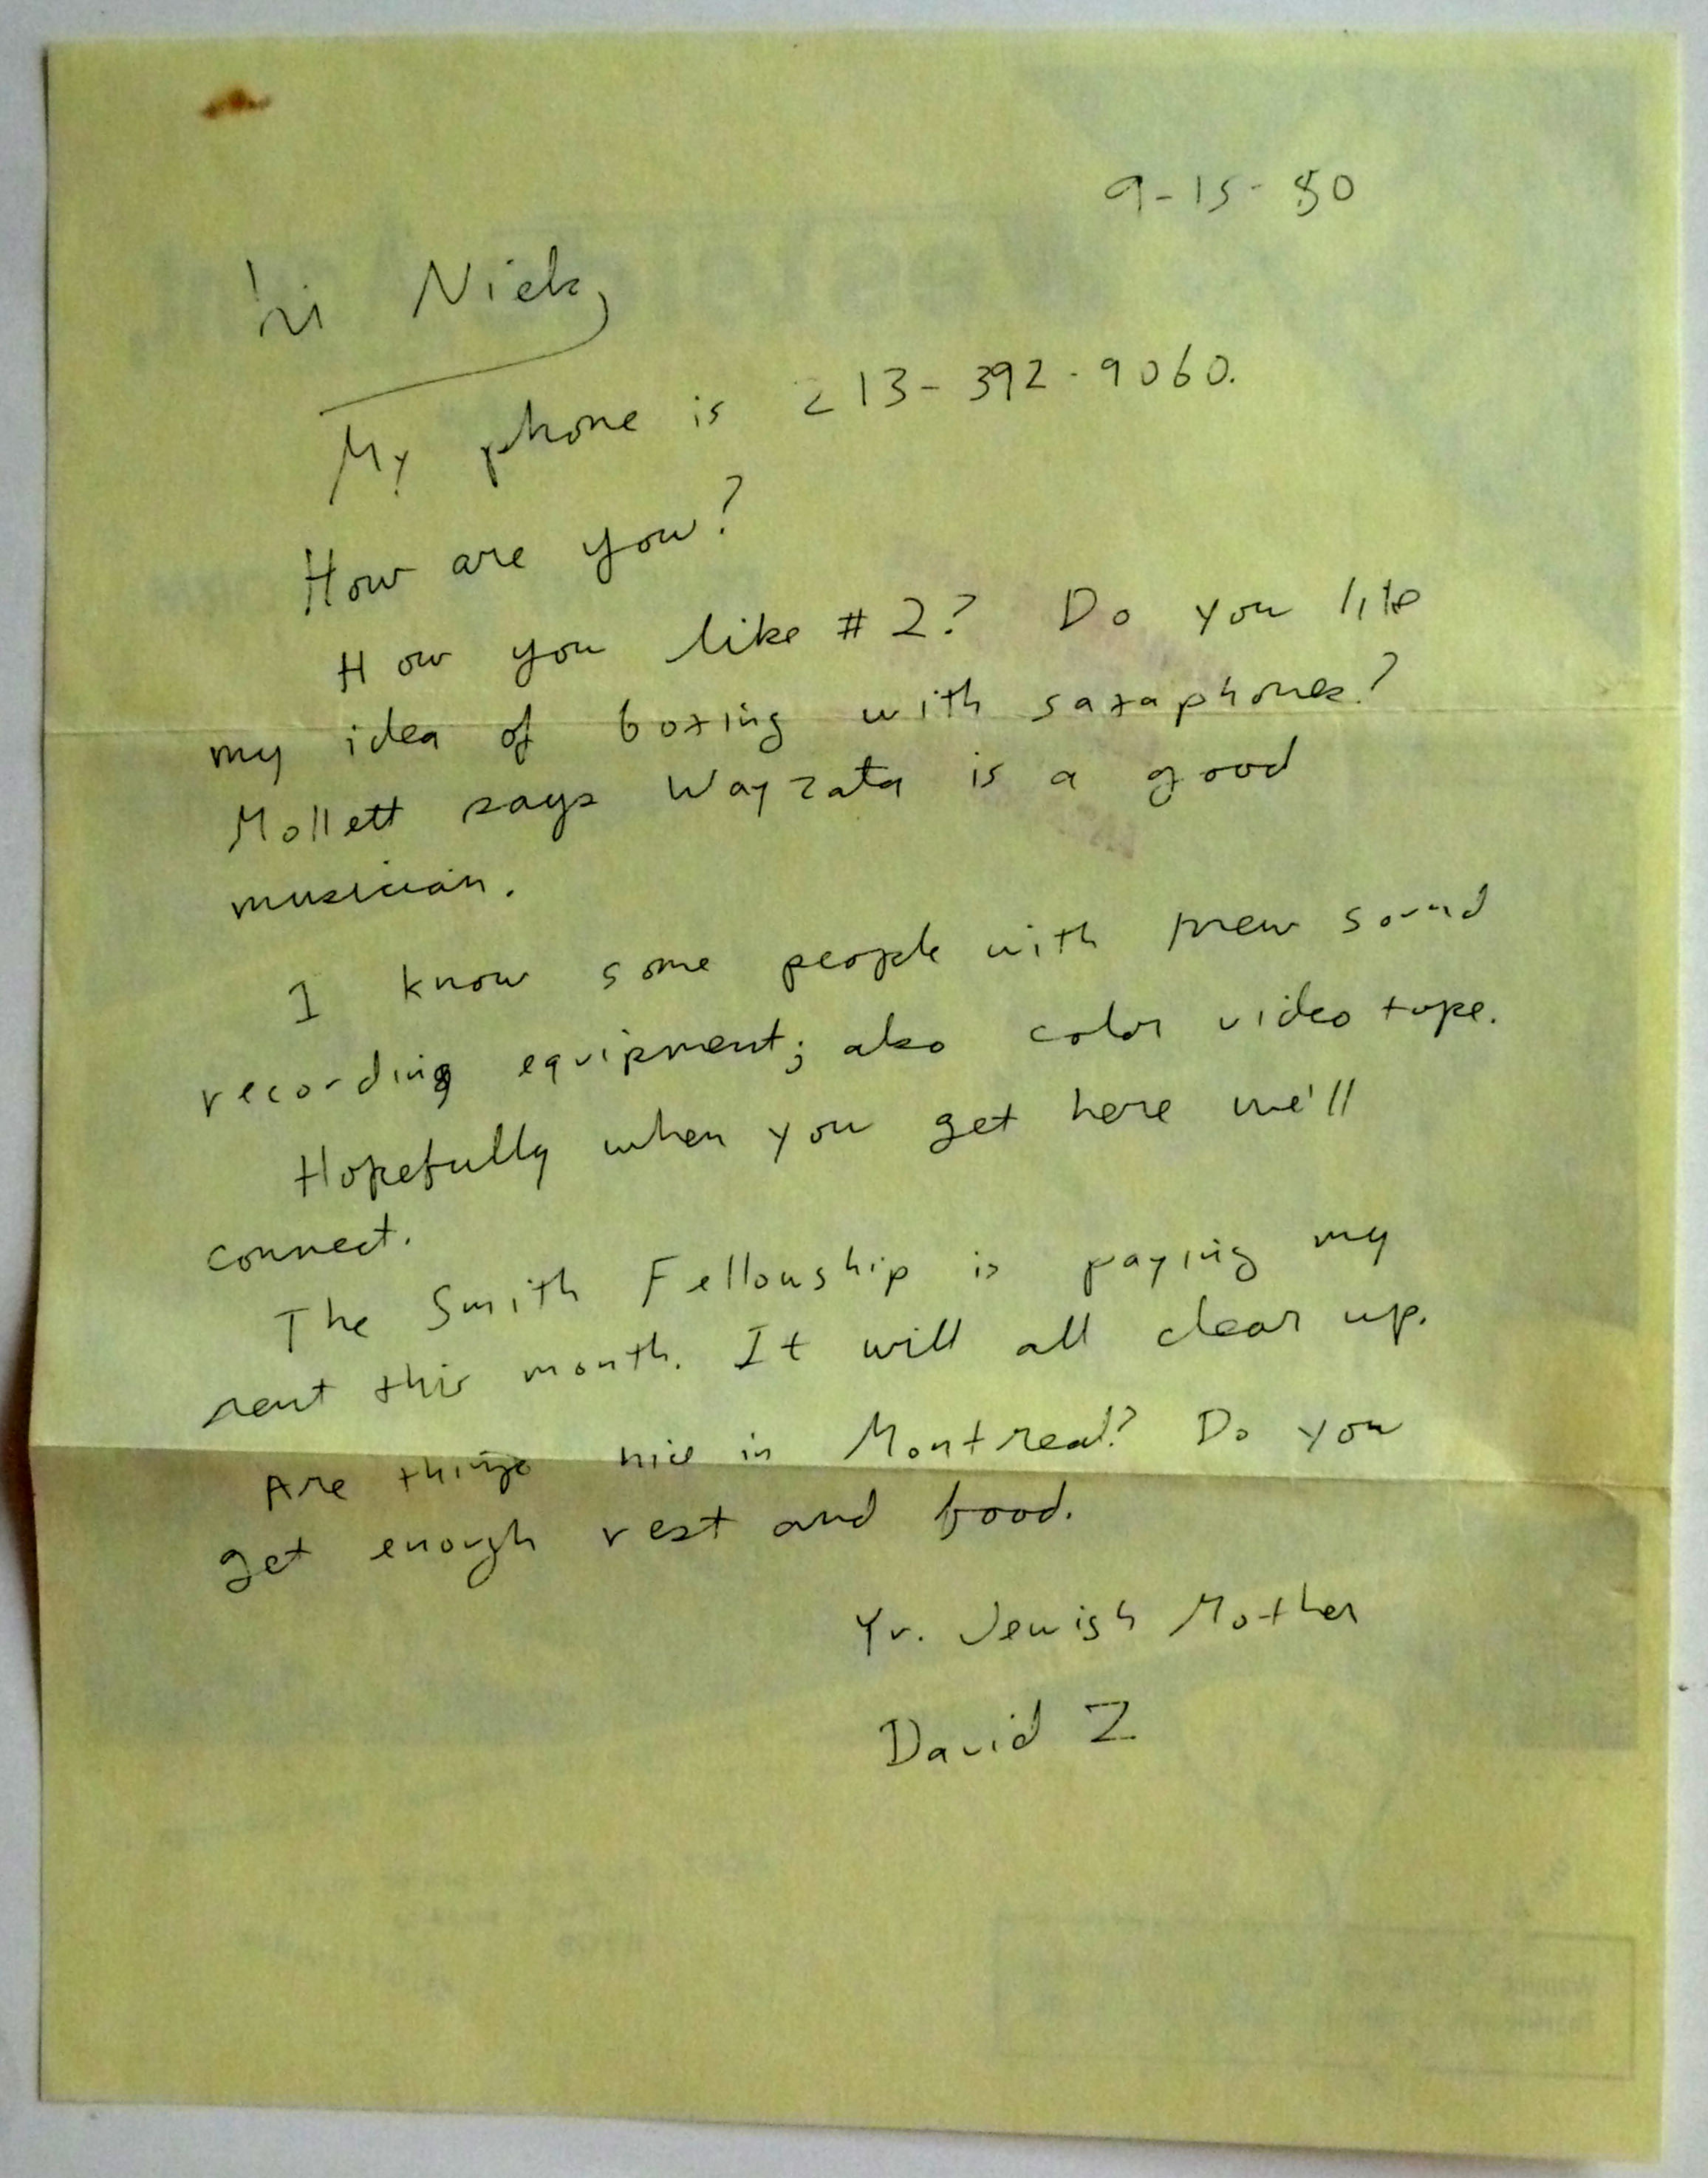 9-15-80
'hi Nick,
My phone is 213-392-9060.
How are you?
How you like #2? Do you like
my idea of boxing with saxaphones?
Mollett says Wayzata is a good
musician.
I know some people with new sound
recording equipment; also color video tape.
Hopefully when you get here we'll
connect.
The Smith Fellowship is paying my
rent this month. It will all clear up.
Are things nice in Montreal? Do you
get enough rest and food.
Yr. Jewish Mother
David Z